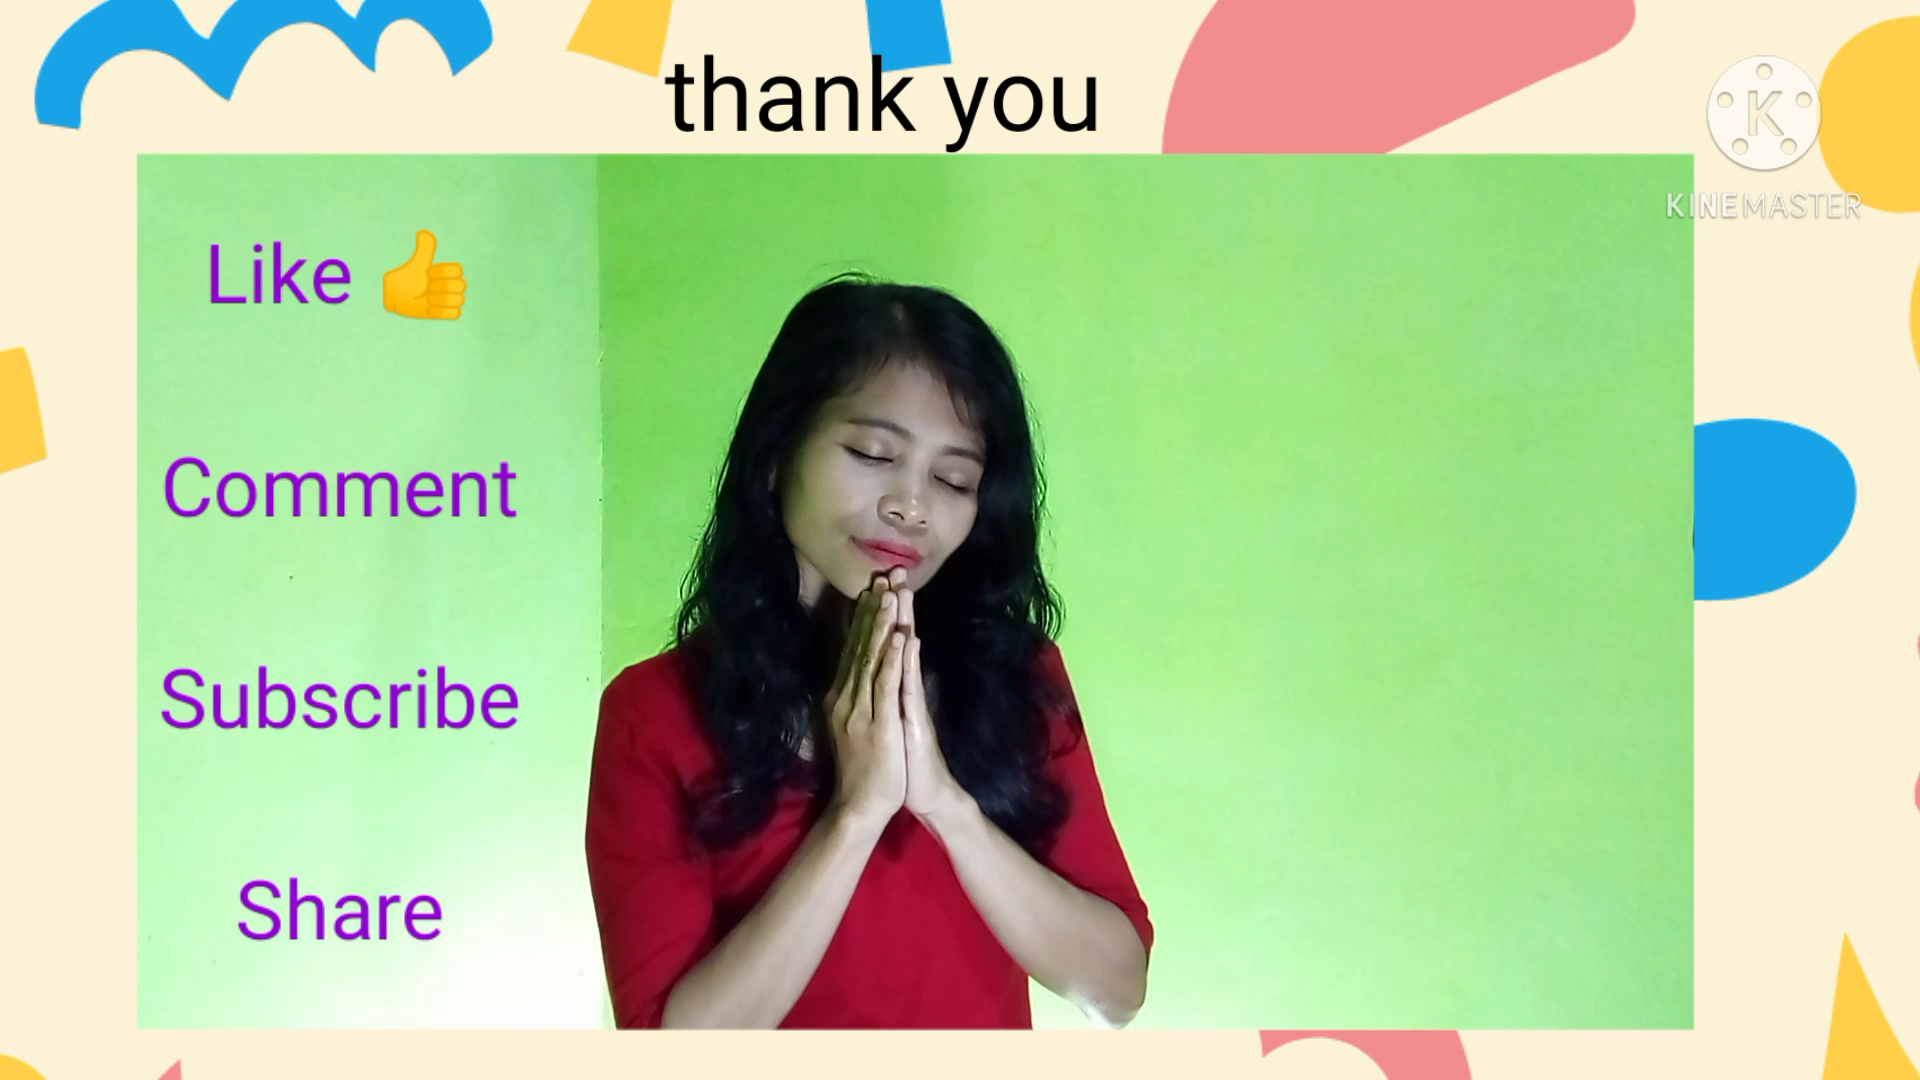 thank you
K
KINEMASTER
Like 👍
Comment
Subscribe
Share